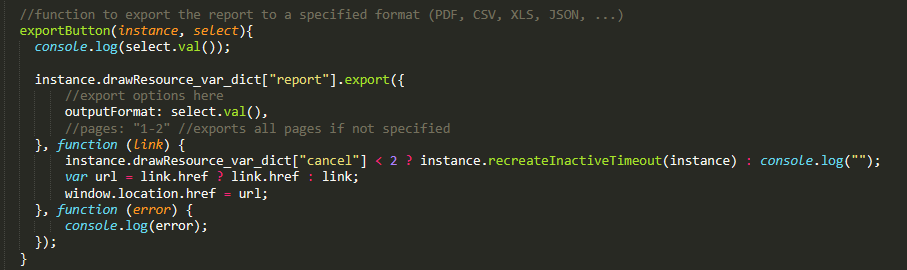 //function to export the report to a specified format (PDF, CSV, XLS, JSON, ...)
exportButton(instance, select){
console.log(select.val());
instance.drawResource_var_dict["report"].export({
//export options here
outputFormat: select.val(),
//pages: "1-2" //exports all pages if not specified
}, function (link) {
instance.drawResource_var_dict["cancel"] < 2 ? instance.recreateInactiveTimeout(instance) : console.log("");
var url = link.href ? link.href : link;
window.location.href = url;
}, function (error) {
console.log(error);
});
}